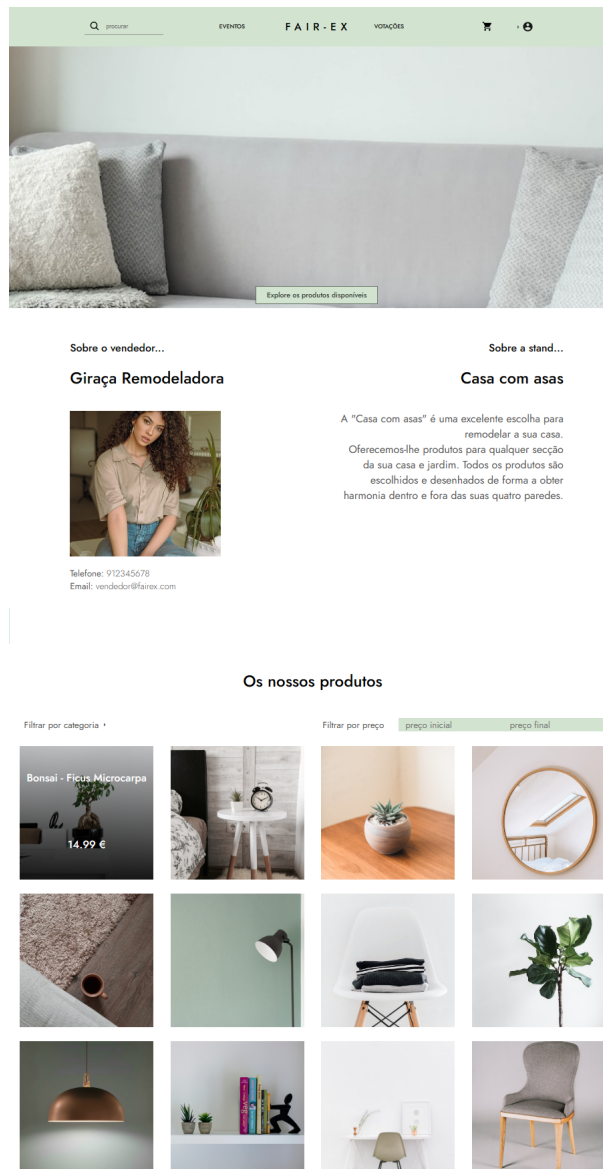 procurar
EVENTOS
FAIR-EX
VOTAÇÕES
Explore os produtos disponíveis
Sobre o vendedor...
Giraça Remodeladora
Telefone: 912345678
Email: vendedor@fairex.com
Sobre a stand...
Casa com asas
A "Casa com asas" é uma excelente escolha para
remodelar a sua casa.
Oferecemos-lhe produtos para qualquer secção
da sua casa e jardim. Todos os produtos são
escolhidos e desenhados de forma a obter
harmonia dentro e fora das suas quatro paredes.
Os nossos produtos
Filtrar por categoria
Filtrar por preço
preço inicial
preço final
Bonsai - Ficus Microcarpa
14.99 €